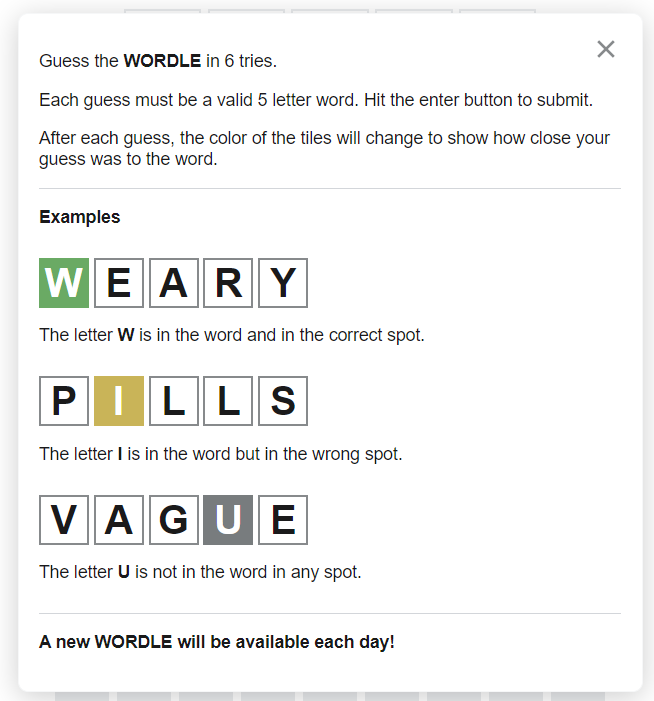 Guess the WORDLE in 6 tries.
Each guess must be a valid 5 letter word. Hit the enter button to submit.
After each guess, the color of the tiles will change to show how close your
guess was to the word.
Examples
WEARY
The letter W is in the word and in the correct spot.
PILLS
The letter I is in the word but in the wrong spot.
VAGUE
The letter U is not in the word in any spot.
A new WORDLE will be available each day!